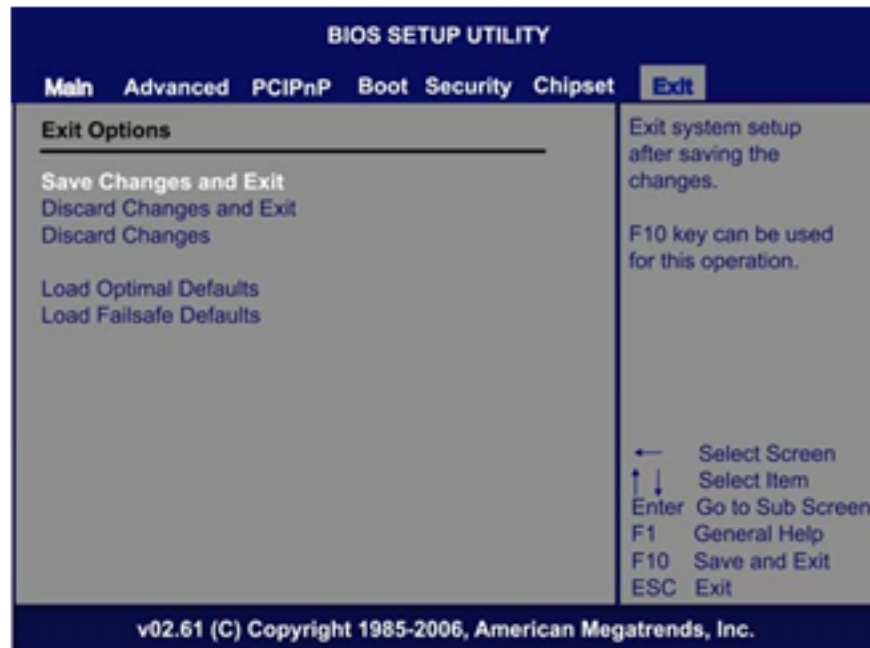 BIOS SETUP UTILITY
Main Advanced PCIPnP Boot Security Chipset Exit
Exit Options
Save Changes and Exit
Discard Changes and Exit
Discard Changes
Load Optimal Defaults
Load Failsafe Defaults
Exit system setup
after saving the
changes.
F10 key can be used
for this operation.
← Select Screen
↑ ↓ Select Item
Enter Go to Sub Screen
F1 General Help
F10 Save and Exit
ESC Exit
v02.61 (C) Copyright 1985-2006, American Megatrends, Inc.